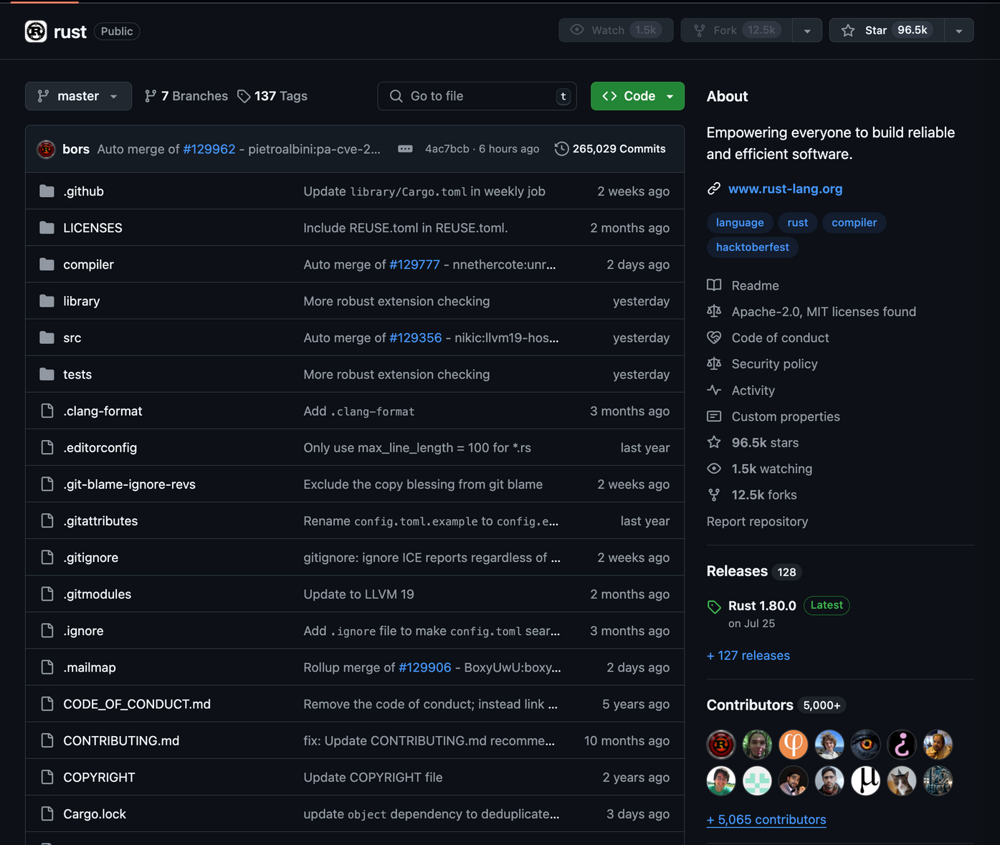 rust Public Watch 1.5k Fork 12.5k Star 96.5k
master 7 Branches 137 Tags Go to file t Code
bors Auto merge of #129962 - pietroalbini:pa-cve-2... 4ac7bcb · 6 hours ago 265,029 Commits
.github Update library/Cargo.toml in weekly job 2 weeks ago
LICENSES Include REUSE.toml in REUSE.toml. 2 months ago
compiler Auto merge of #129777 - nnethercote:unr... 2 days ago
library More robust extension checking yesterday
src Auto merge of #129356 - nikic:llvm19-hos... yesterday
tests More robust extension checking yesterday
.clang-format Add .clang-format 3 months ago
.editorconfig Only use max_line_length = 100 for *.rs last year
.git-blame-ignore-revs Exclude the copy blessing from git blame 2 weeks ago
.gitattributes Rename config.toml.example to config.e... last year
.gitignore gitignore: ignore ICE reports regardless of ... 2 weeks ago
.gitmodules Update to LLVM 19 2 months ago
.ignore Add .ignore file to make config.toml sear... 3 months ago
.mailmap Rollup merge of #129906 - BoxyUwU:boxy... 2 days ago
CODE_OF_CONDUCT.md Remove the code of conduct; instead link ... 5 years ago
CONTRIBUTING.md fix: Update CONTRIBUTING.md recomme... 10 months ago
COPYRIGHT Update COPYRIGHT file 2 years ago
Cargo.lock update object dependency to deduplicate... 3 days ago
About
Empowering everyone to build reliable
and efficient software.
www.rust-lang.org
language rust compiler
hacktoberfest
Readme
Apache-2.0, MIT licenses found
Code of conduct
Security policy
Activity
Custom properties
96.5k stars
1.5k watching
12.5k forks
Report repository
Releases 128
Rust 1.80.0 Latest
on Jul 25
+ 127 releases
Contributors 5,000+
+ 5,065 contributors